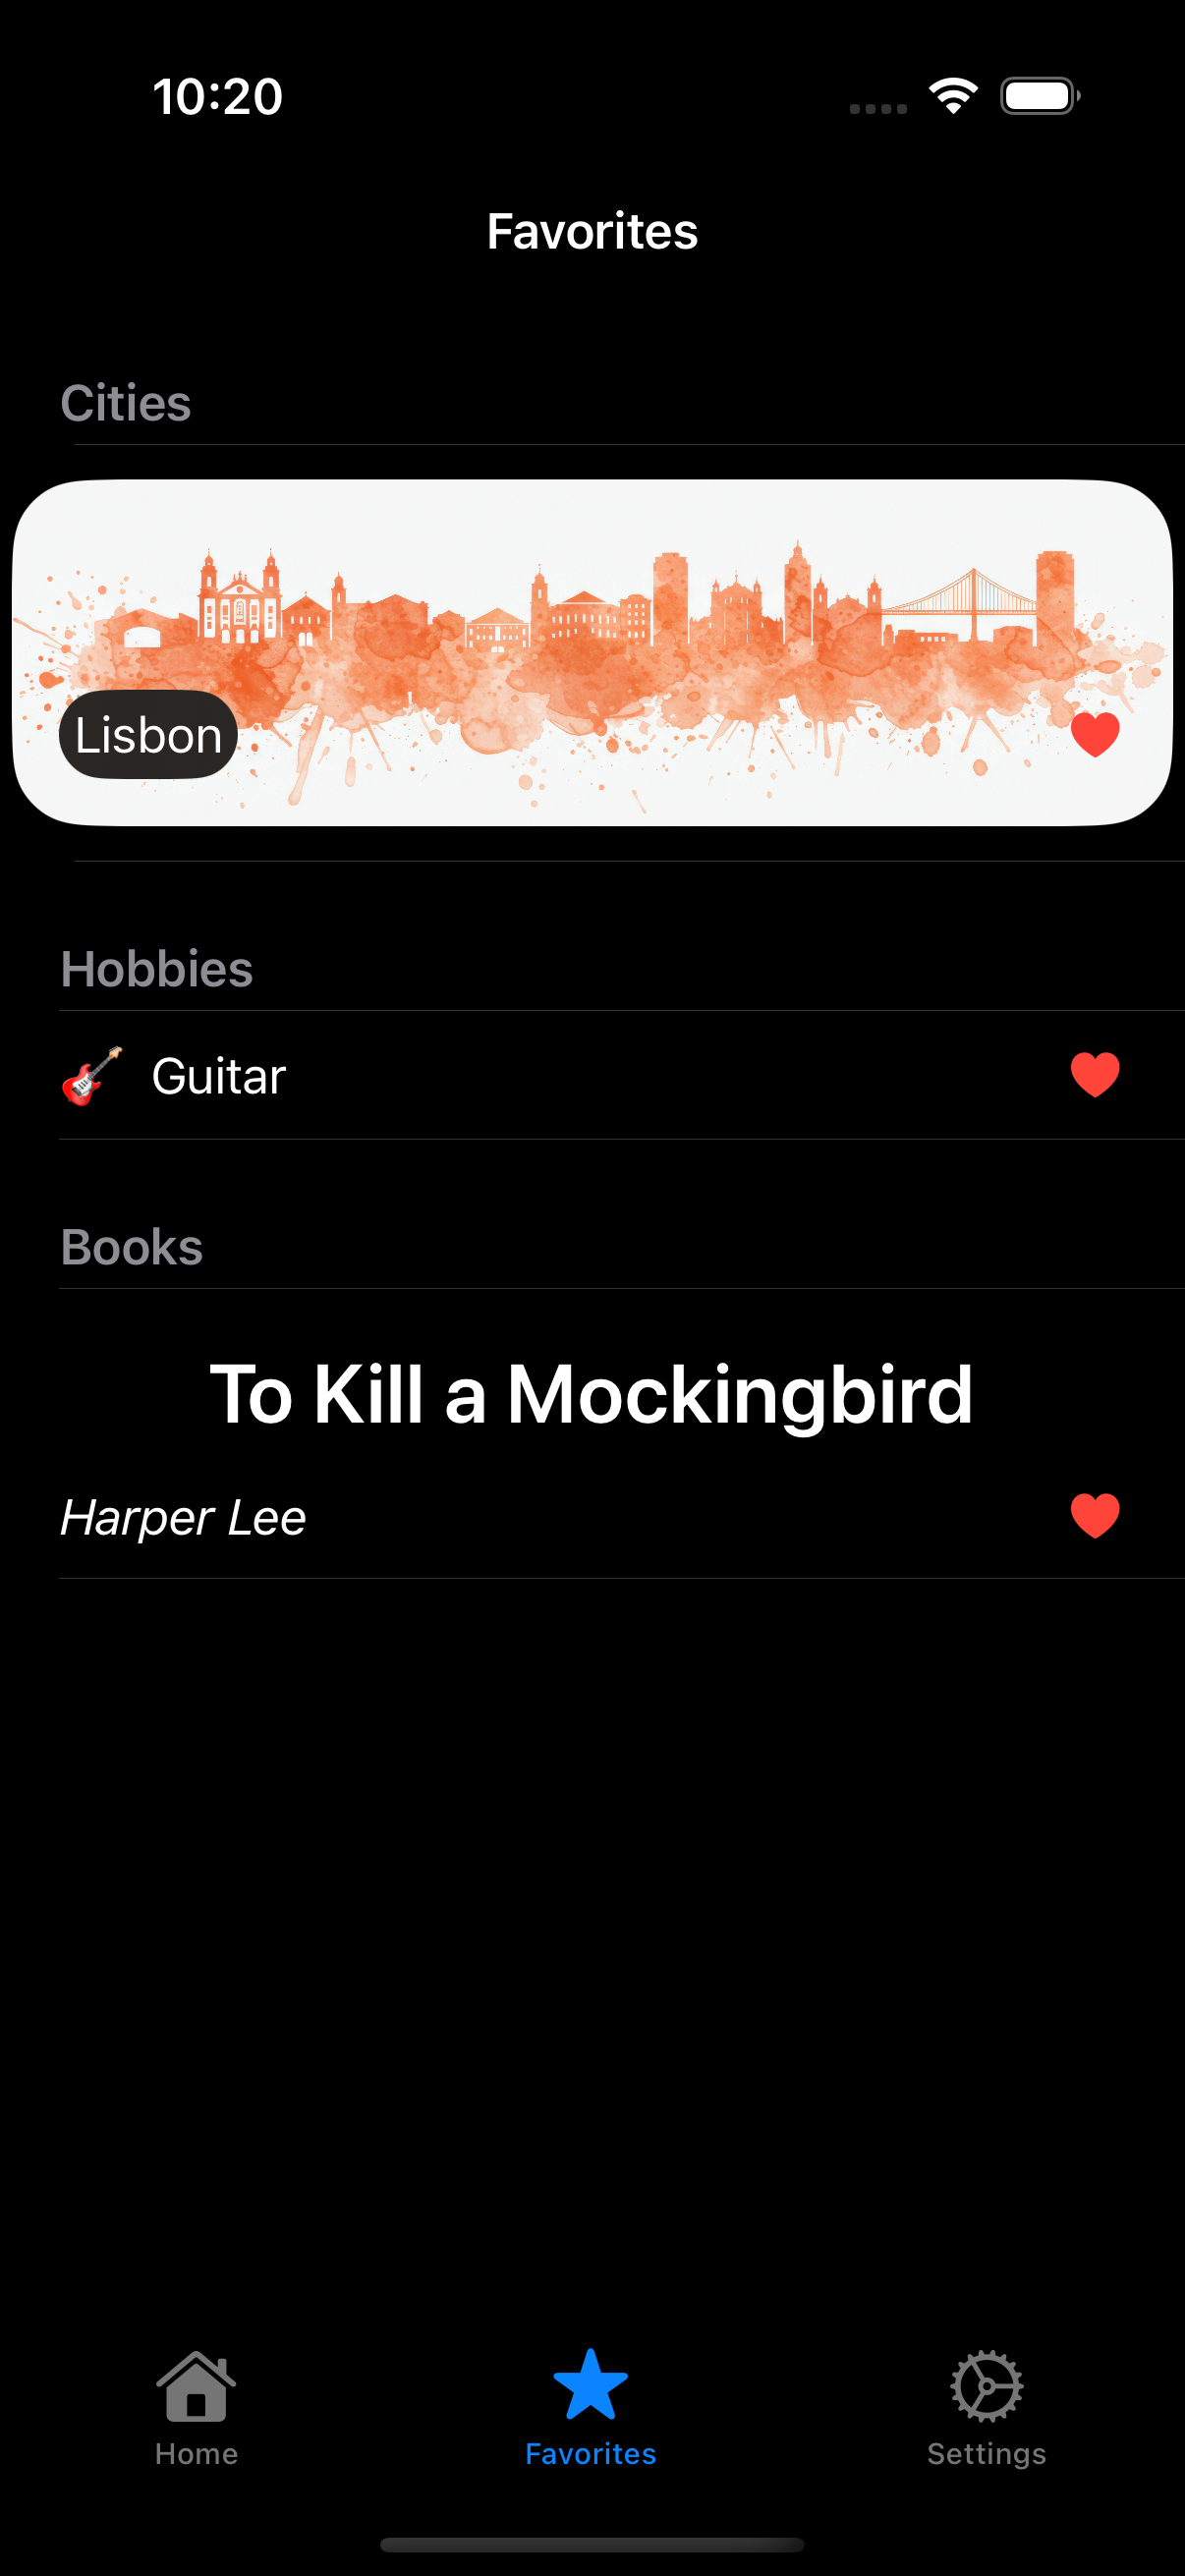 10:20
Favorites
Cities
Lisbon
Hobbies
Guitar
Books
To Kill a Mockingbird
Harper Lee
Home
Favorites
Settings